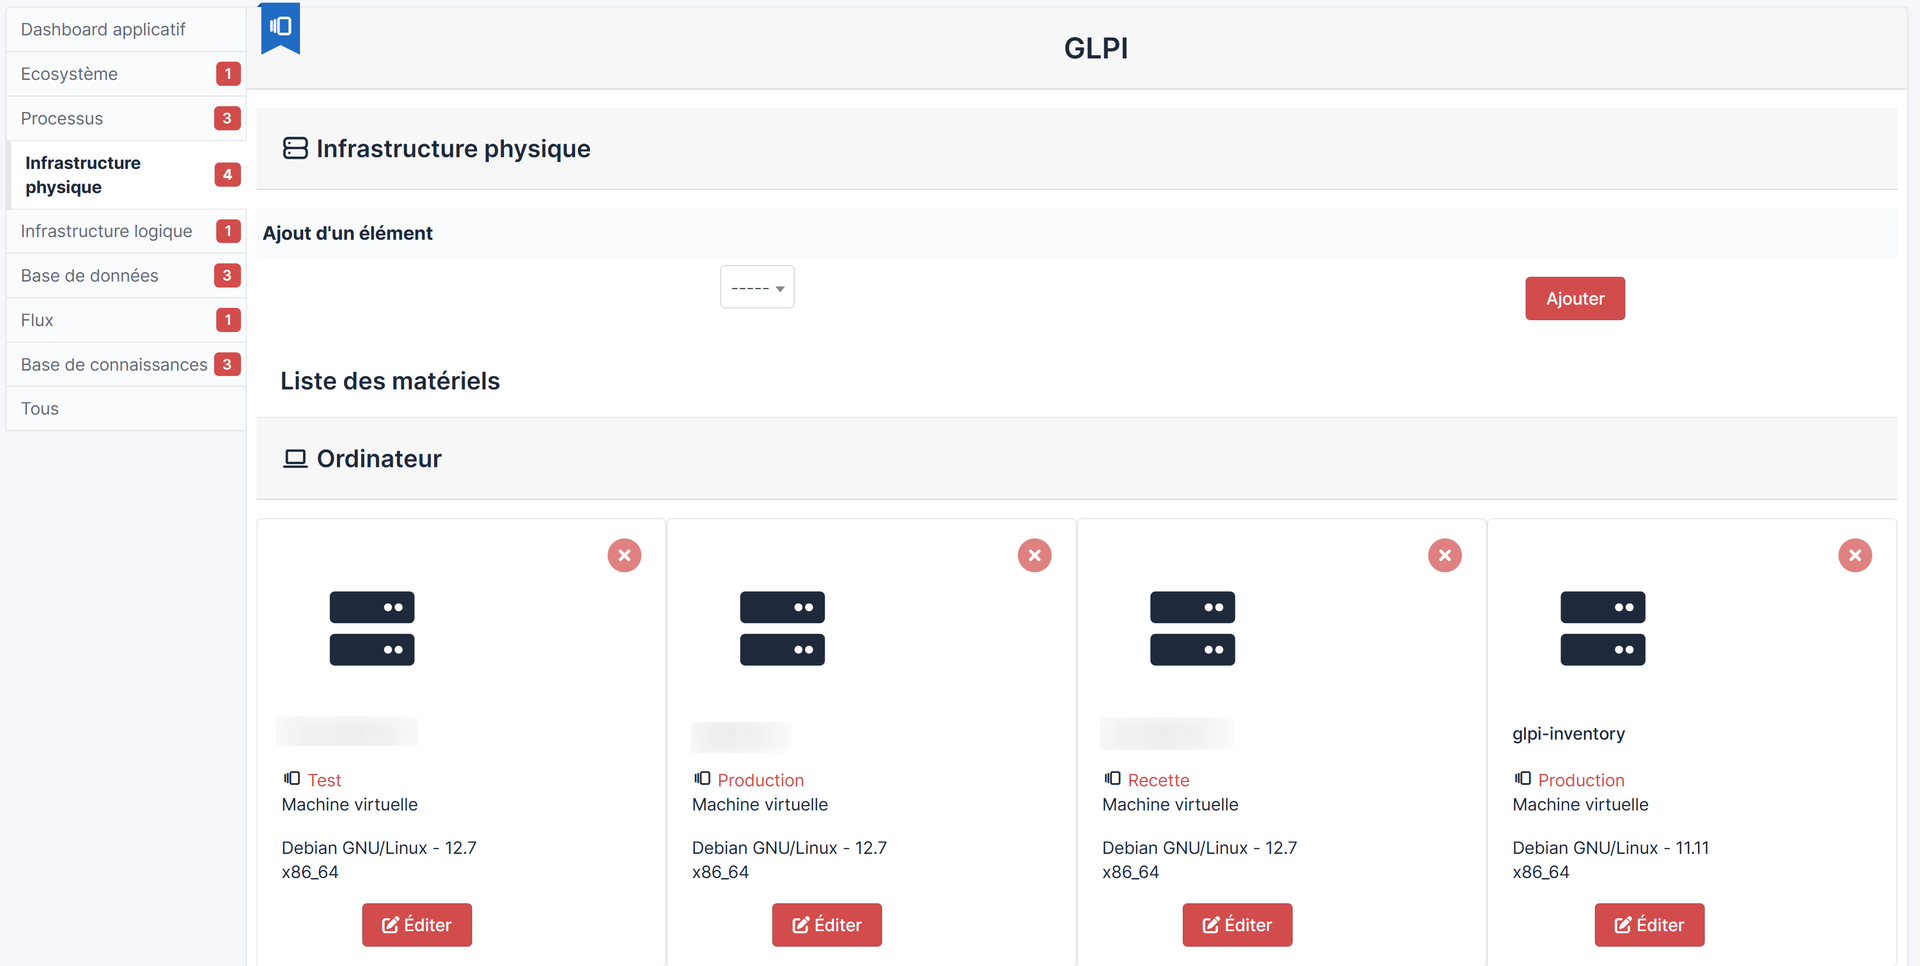 Dashboard applicatif
Ecosystème 1
Processus 3
Infrastructure
physique 4
Infrastructure logique 1
Base de données 3
Flux 1
Base de connaissances 3
Tous
GLPI
Infrastructure physique
Ajout d'un élément
-----
Ajouter
Liste des matériels
Ordinateur
Test
Machine virtuelle
Debian GNU/Linux - 12.7
x86_64
Éditer
Production
Machine virtuelle
Debian GNU/Linux - 12.7
x86_64
Éditer
Recette
Machine virtuelle
Debian GNU/Linux - 12.7
x86_64
Éditer
glpi-inventory
Production
Machine virtuelle
Debian GNU/Linux - 11.11
x86_64
Éditer